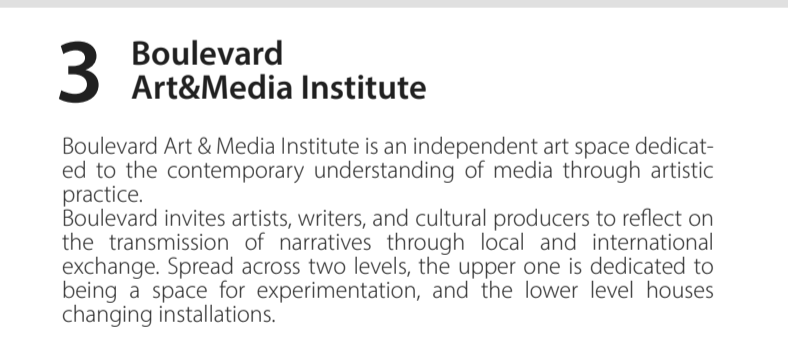 3 Boulevard
Art&Media Institute
Boulevard Art & Media Institute is an independent art space dedicat-
ed to the contemporary understanding of media through artistic
practice.
Boulevard invites artists, writers, and cultural producers to reflect on
the transmission of narratives through local and international
exchange. Spread across two levels, the upper one is dedicated to
being a space for experimentation, and the lower level houses
changing installations.